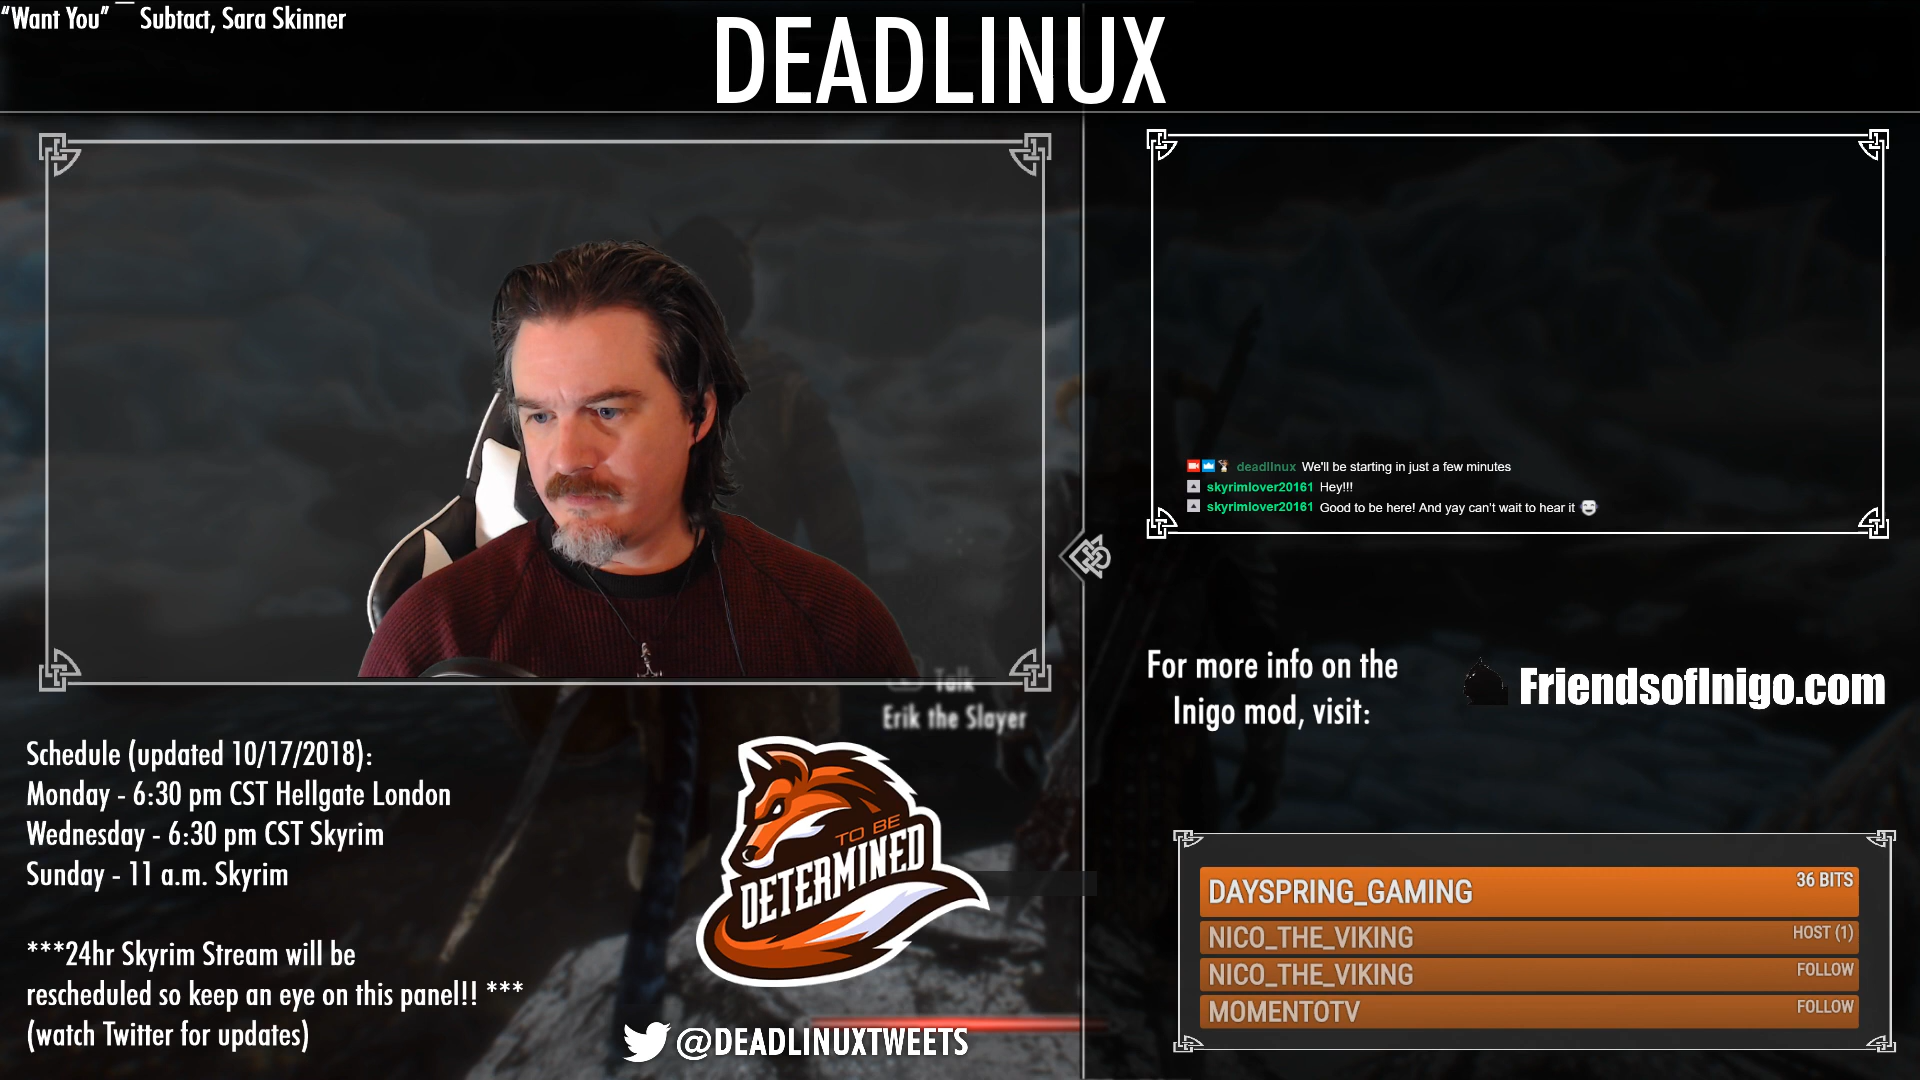 “Want You” — Subtact, Sara Skinner
DEADLINUX
deadlinux We'll be starting in just a few minutes
skyrimlover20161 Hey!!!
skyrimlover20161 Good to be here! And yay can't wait to hear it
Talk
Erik the Slayer
For more info on the
Inigo mod, visit:
FriendsofInigo.com
Schedule (updated 10/17/2018):
Monday - 6:30 pm CST Hellgate London
Wednesday - 6:30 pm CST Skyrim
Sunday - 11 a.m. Skyrim
***24hr Skyrim Stream will be
rescheduled so keep an eye on this panel!! ***
(watch Twitter for updates)
TO BE
DETERMINED
@DEADLINUXTWEETS
DAYSPRING_GAMING 36 BITS
NICO_THE_VIKING HOST (1)
NICO_THE_VIKING FOLLOW
MOMENTOTV FOLLOW